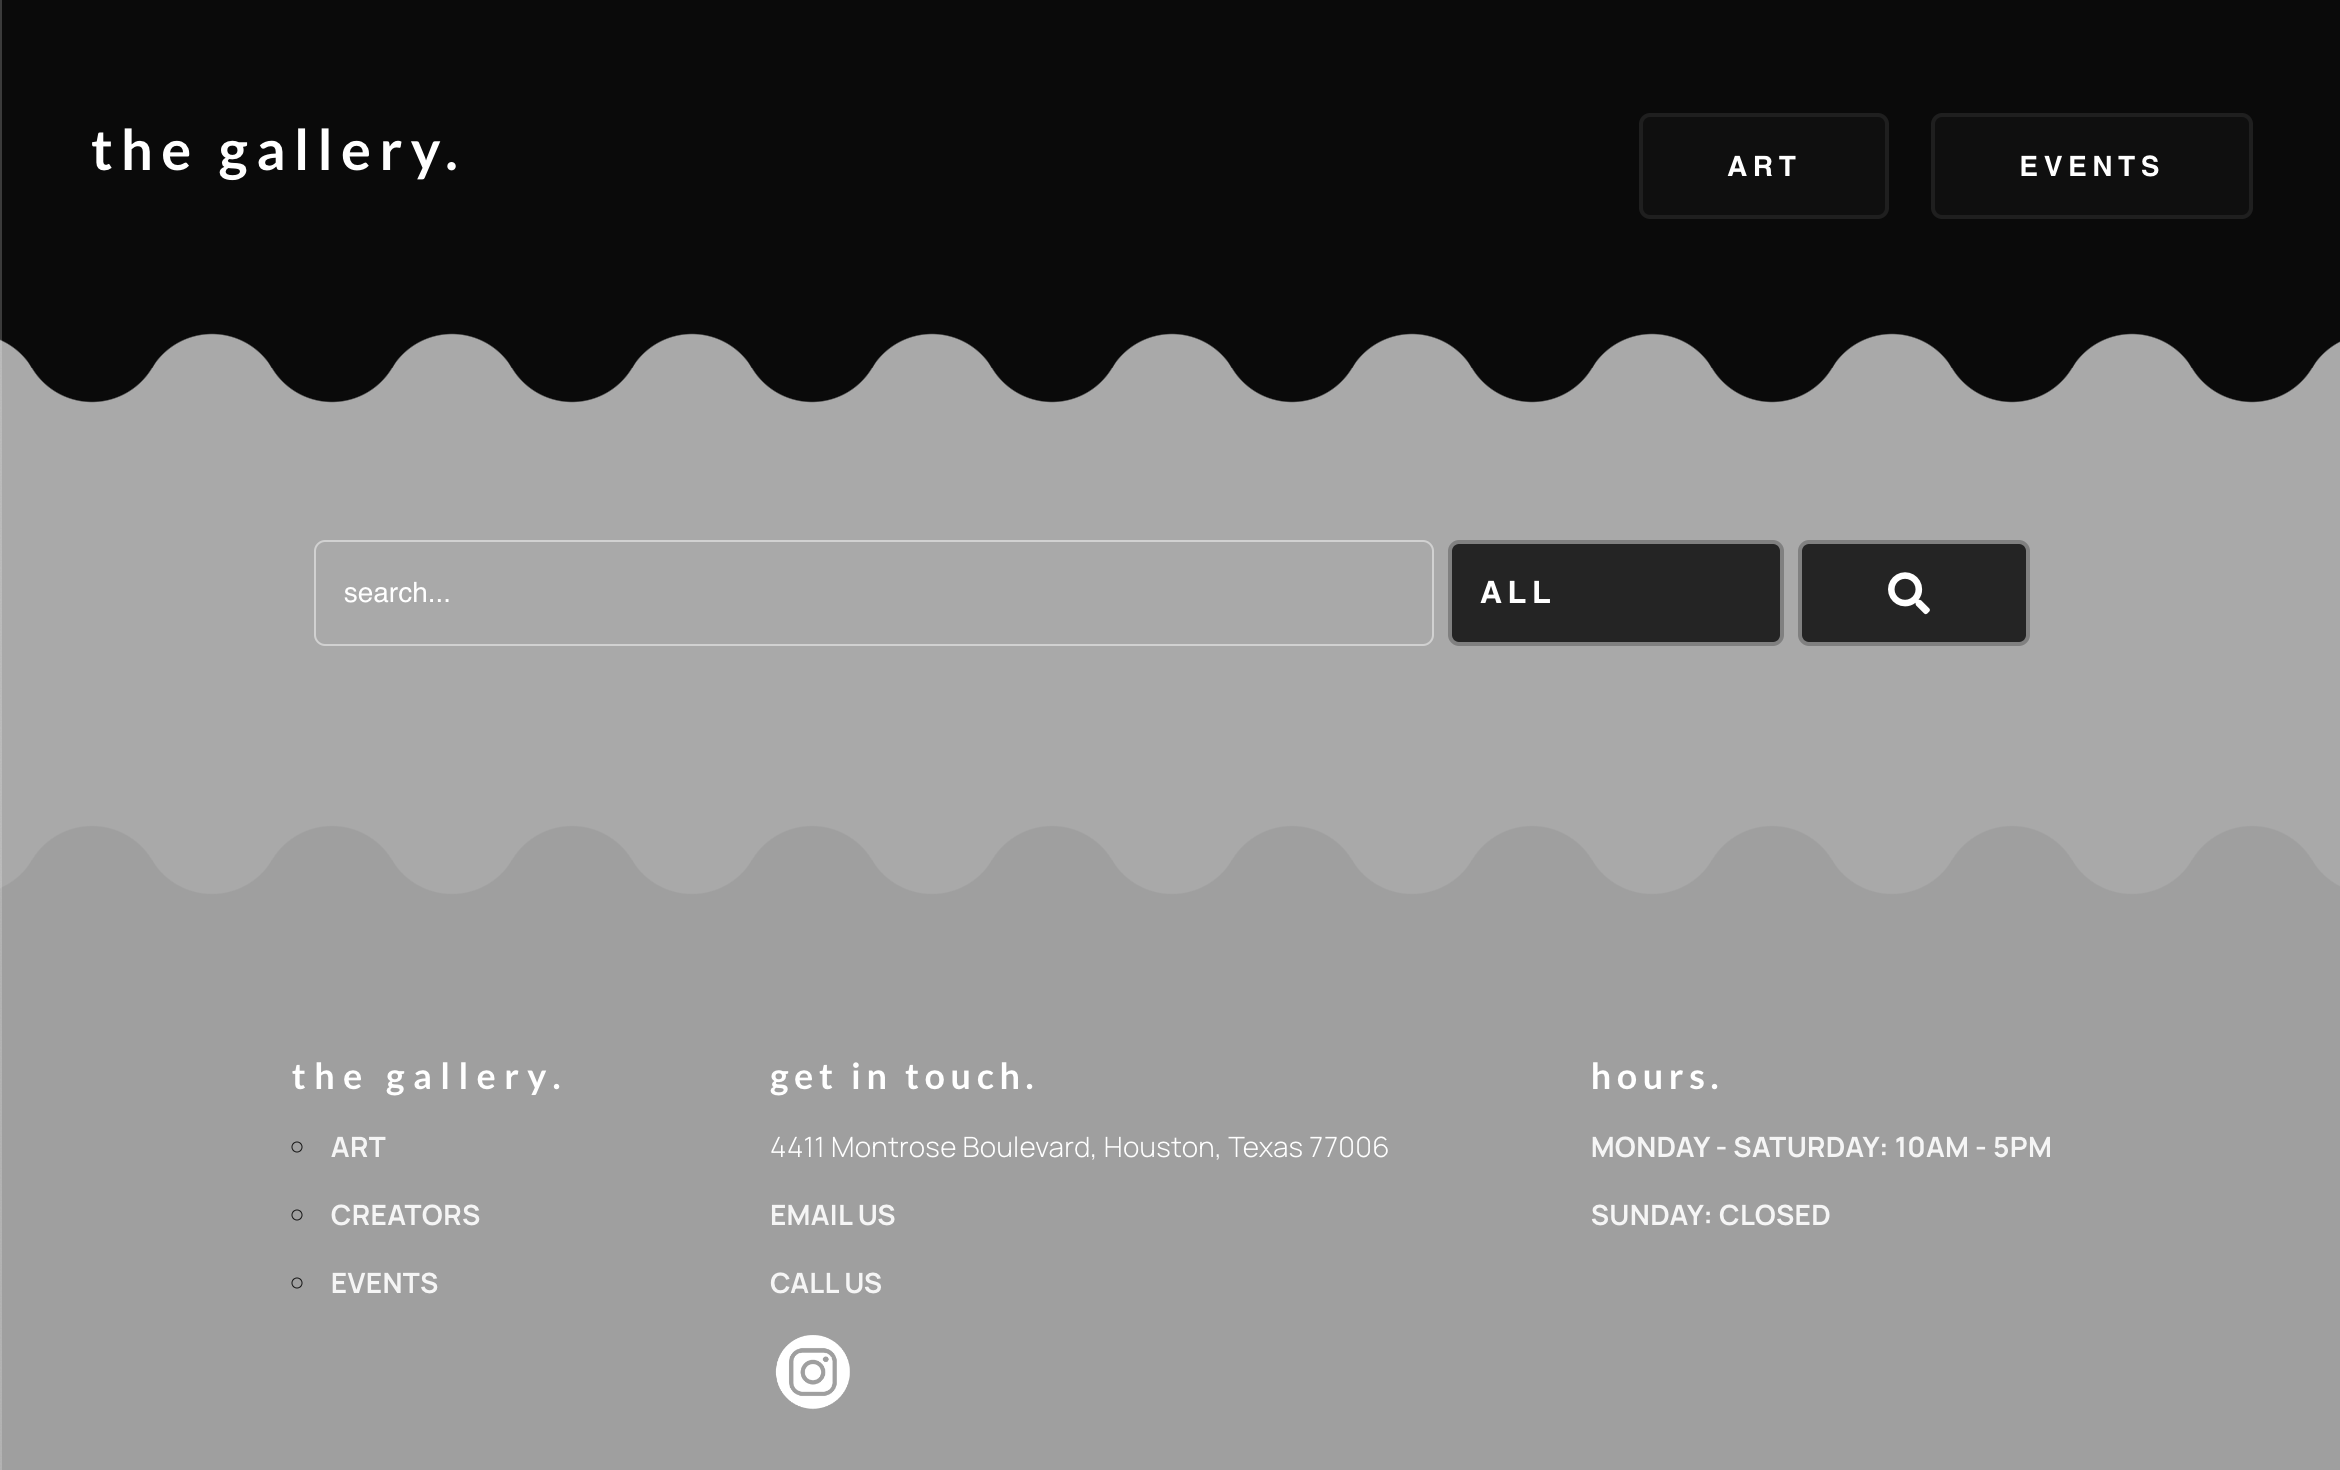 the gallery.
ART
EVENTS
search...
ALL
the gallery.
ART
CREATORS
EVENTS
get in touch.
4411 Montrose Boulevard, Houston, Texas 77006
EMAIL US
CALL US
hours.
MONDAY - SATURDAY: 10AM - 5PM
SUNDAY: CLOSED